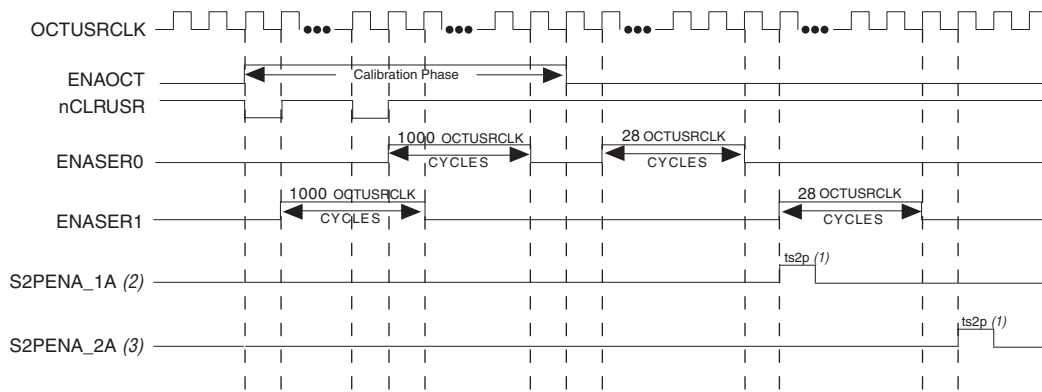 OCTUSRCLK
ENAOCT
Calibration Phase
nCLRUSR
1000 OCTUSRCLK
28 OCTUSRCLK
ENASER0
CYCLES
CYCLES
1000 OCTUSRCLK
28 OCTUSRCLK
ENASER1
CYCLES
CYCLES
ts2p (1)
S2PENA_1A (2)
ts2p (1)
S2PENA_2A (3)